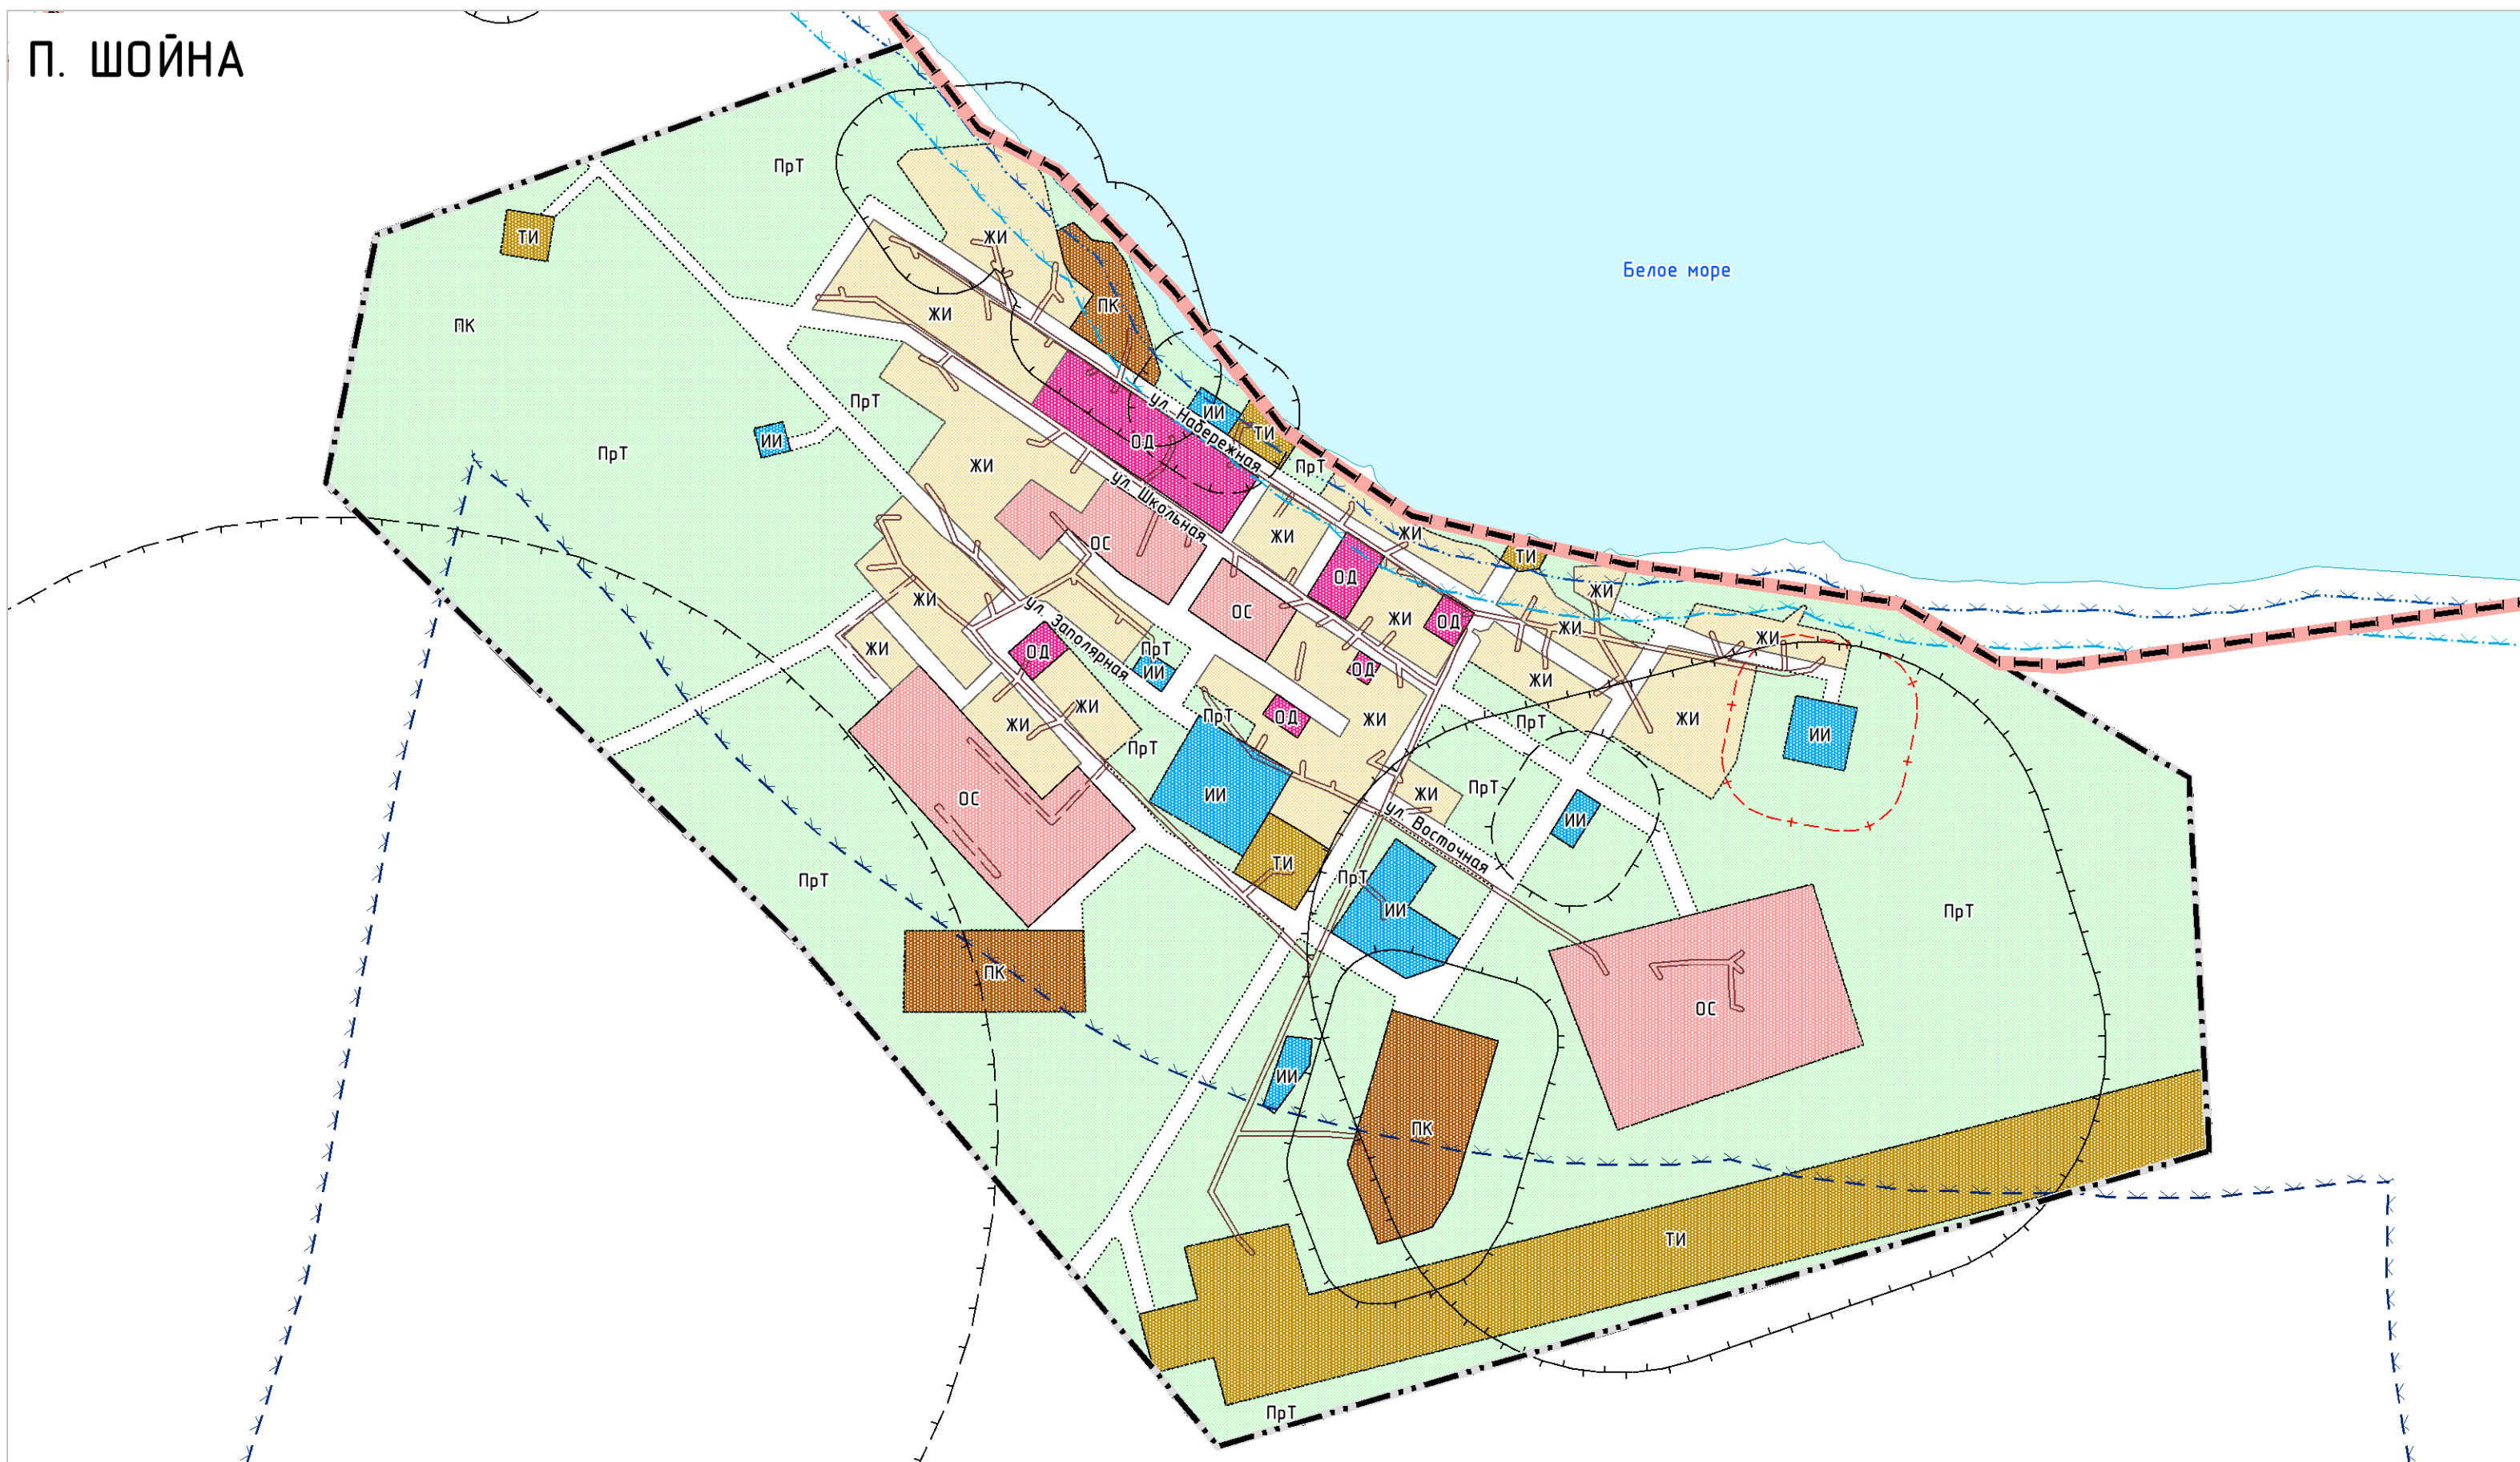 П. ШОЙНА
ПрТ
ТИ
ЖИ
Белое море
ПК
ЖИ
ПК
ПрТ
ИИ
ул. Набережная
ТИ
ИИ
ОД
ПрТ
ЖИ
ПрТ
ул. Школьная
ЖИ
ЖИ
ОС
ТИ
ОД
ЖИ
ЖИ
ул. Заполярная
ОС
ЖИ
ОД
ЖИ
ЖИ
ЖИ
ПрТ
ОД
ОД
ИИ
ЖИ
ЖИ
ПрТ
ОД
ЖИ
ПрТ
ЖИ
ЖИ
ПрТ
ИИ
ОС
ИИ
ПрТ
ЖИ
ул. Восточная
ИИ
ТИ
ПрТ
ПрТ
ИИ
ПрТ
ПК
ОС
ИИ
ПК
ТИ
ПрТ